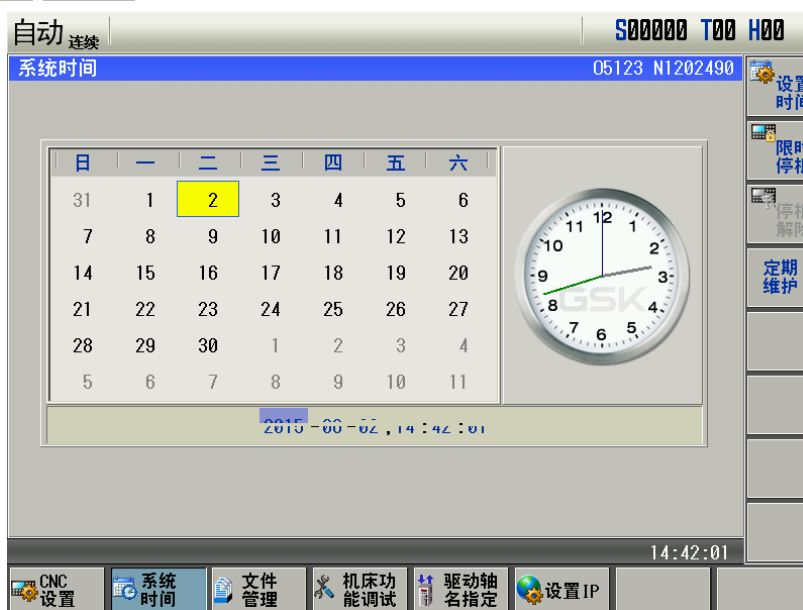 自动 连续 S00000 T00 H00
系统时间 O5123 N1202490
日 一 二 三 四 五 六
31 1 2 3 4 5 6
7 8 9 10 11 12 13
14 15 16 17 18 19 20
21 22 23 24 25 26 27
28 29 30 1 2 3 4
5 6 7 8 9 10 11
12 1 2 3 4 5 6 7 8 9 10 11
GSK
设置
时间
限时
停机
停机
解除
定期
维护
14:42:01
CNC
设置
系统
时间
文件
管理
机床功
能调试
驱动轴
名指定
设置IP